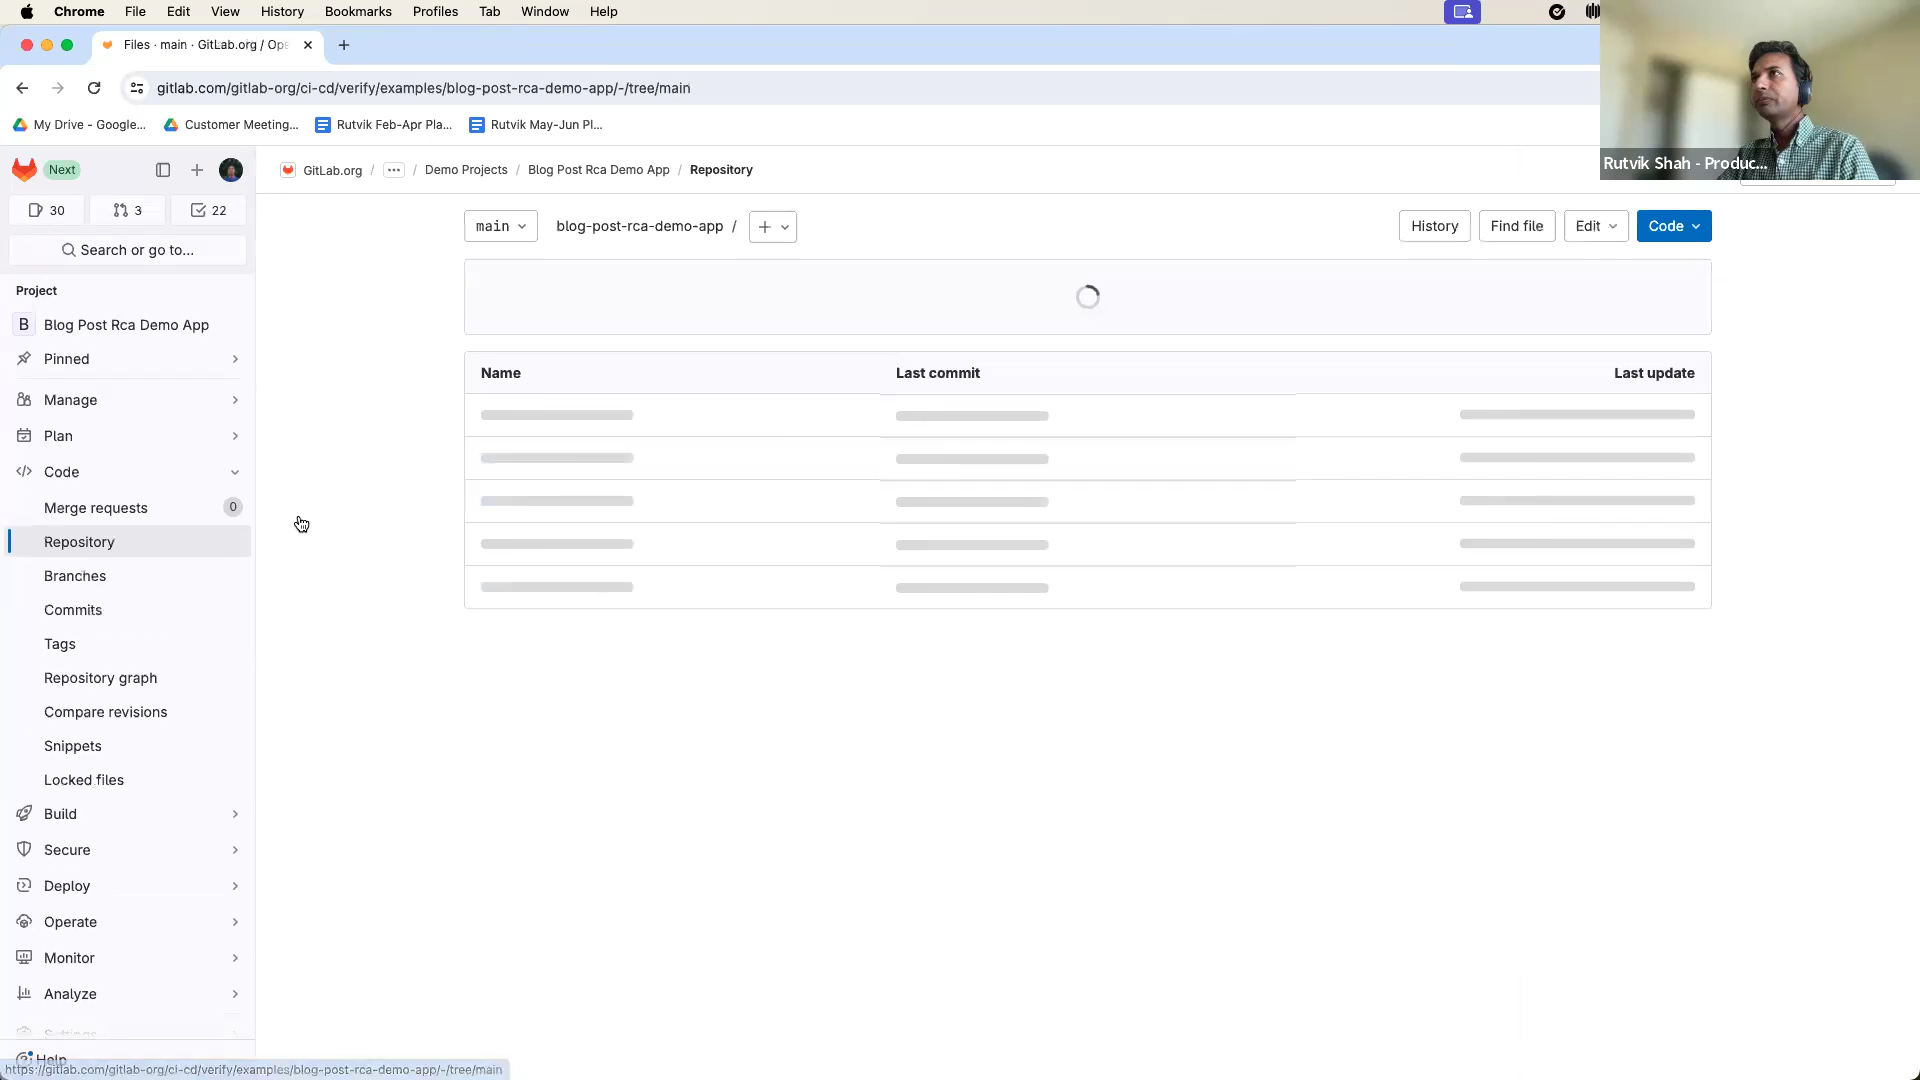 Chrome File Edit View History Bookmarks Profiles Tab Window Help
Files · main · GitLab.org / Ops
gitlab.com/gitlab-org/ci-cd/verify/examples/blog-post-rca-demo-app/-/tree/main
My Drive - Google... Customer Meeting... Rutvik Feb-Apr Pla... Rutvik May-Jun Pl...
Rutvik Shah - Produc...
Next
GitLab.org / ... / Demo Projects / Blog Post Rca Demo App / Repository
30 3 22
Search or go to...
main blog-post-rca-demo-app / +
History Find file Edit Code
Project
B Blog Post Rca Demo App
Pinned
Manage
Plan
Code
Merge requests 0
Repository
Branches
Commits
Tags
Repository graph
Compare revisions
Snippets
Locked files
Build
Secure
Deploy
Operate
Monitor
Analyze
Settings
Help
Name Last commit Last update
https://gitlab.com/gitlab-org/ci-cd/verify/examples/blog-post-rca-demo-app/-/tree/main